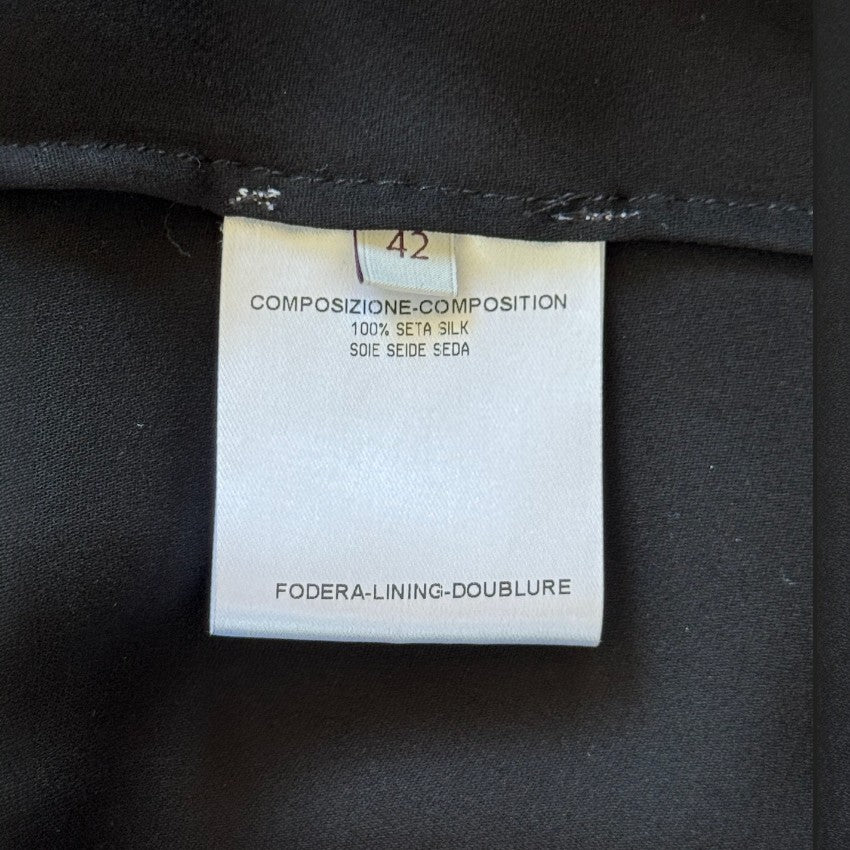 42
COMPOSIZIONE-COMPOSITION
100% SETA SILK
SOIE SEIDE SEDA
FODERA-LINING-DOUBLURE